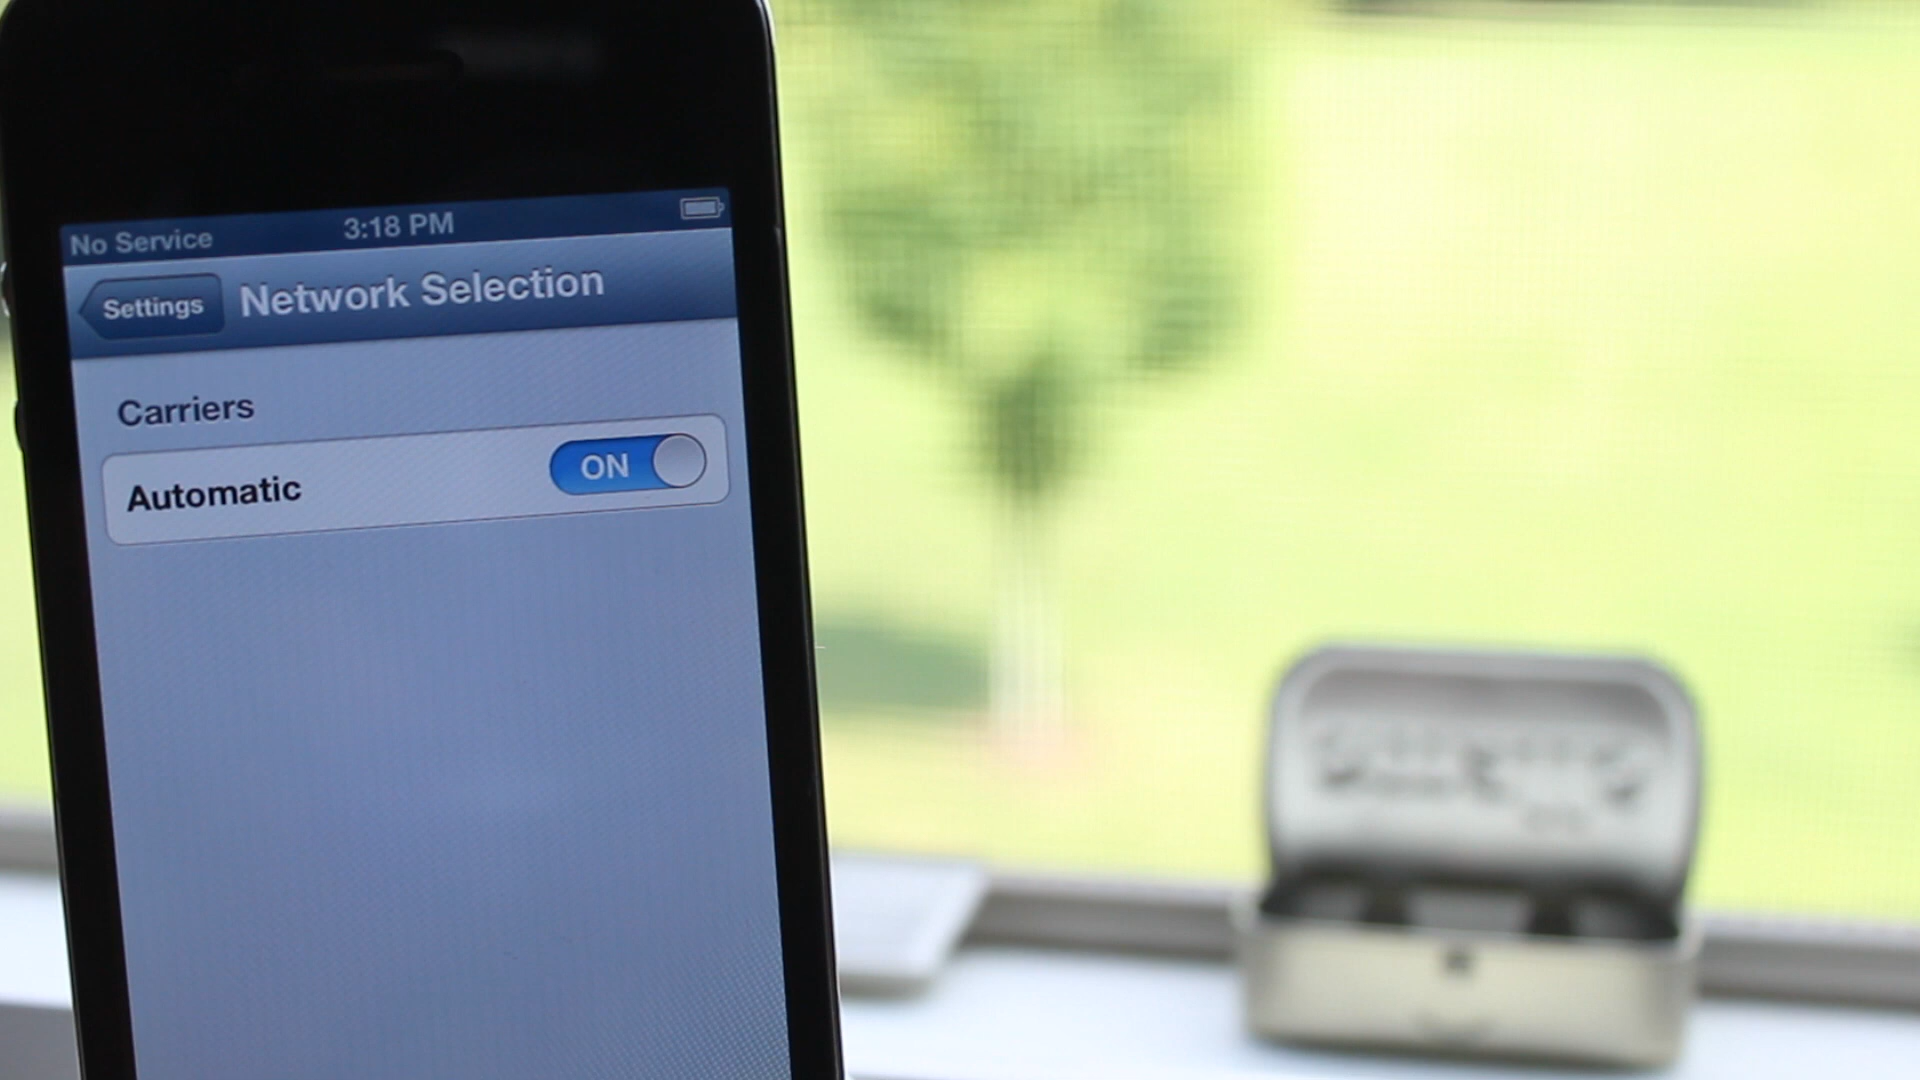 No Service 3:18 PM
Settings Network Selection
Carriers
Automatic ON